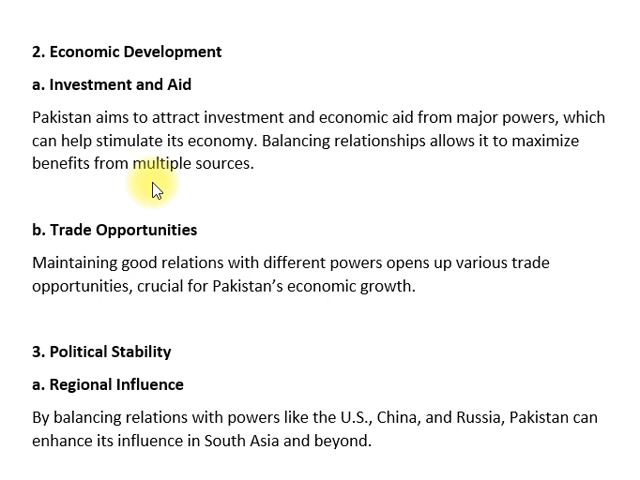 2. Economic Development
a. Investment and Aid
Pakistan aims to attract investment and economic aid from major powers, which
can help stimulate its economy. Balancing relationships allows it to maximize
benefits from multiple sources.
b. Trade Opportunities
Maintaining good relations with different powers opens up various trade
opportunities, crucial for Pakistan’s economic growth.
3. Political Stability
a. Regional Influence
By balancing relations with powers like the U.S., China, and Russia, Pakistan can
enhance its influence in South Asia and beyond.